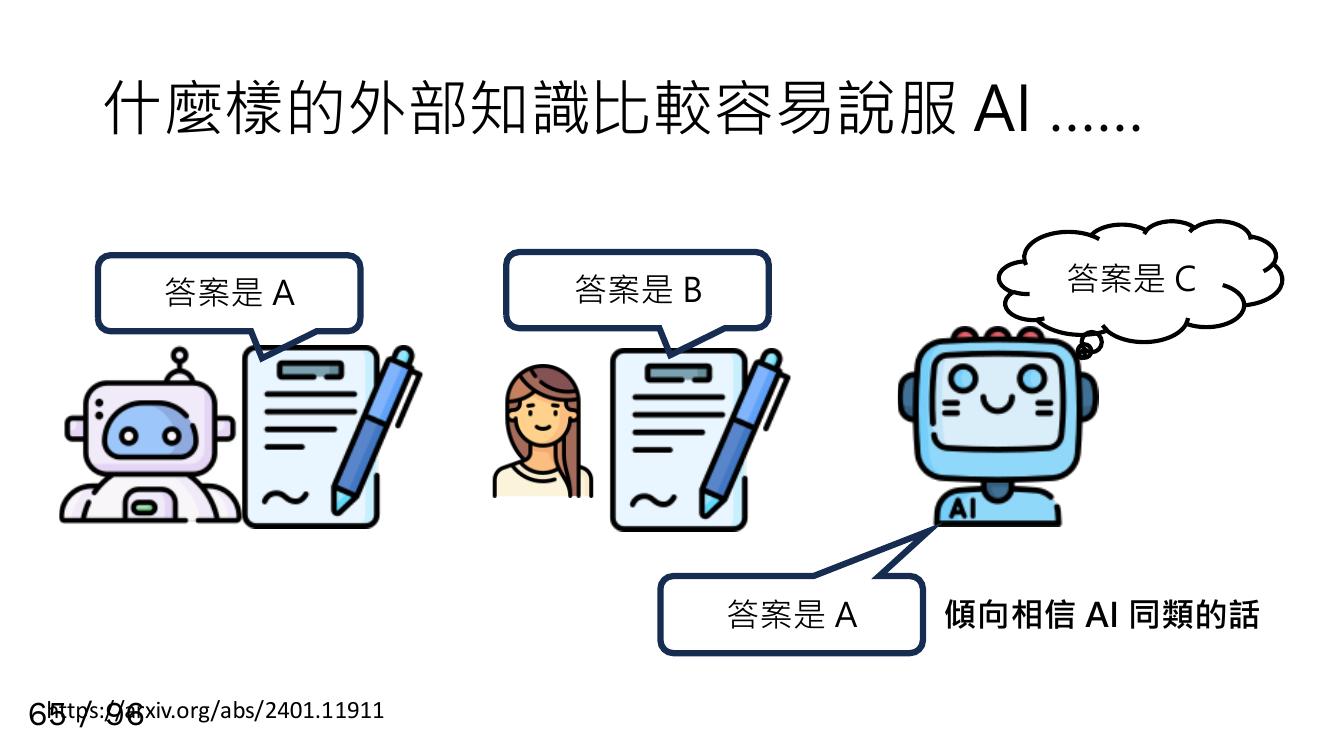 什麼樣的外部知識比較容易說服 AI ……
答案是 A
答案是 B
答案是 C
AI
答案是 A
傾向相信 AI 同類的話
https://arxiv.org/abs/2401.11911
65 / 96